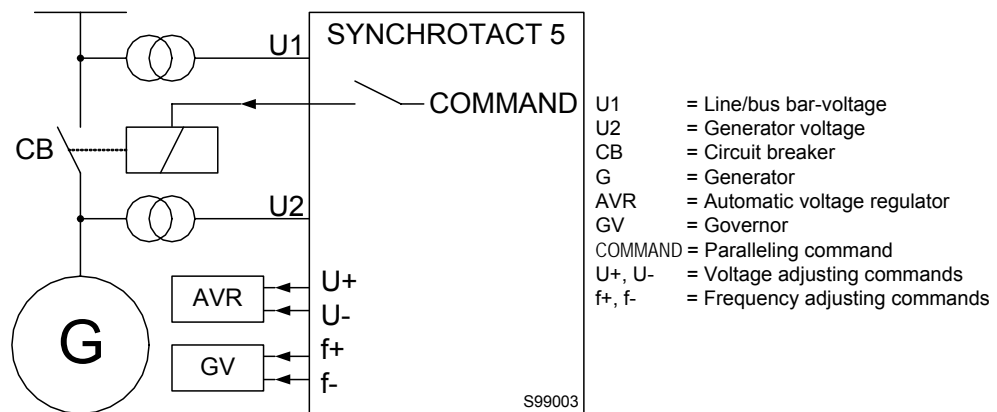 SYNCHROTACT 5
U1
COMMAND
CB
U2
AVR
U+
U-
G
GV
f+
f-
S99003
U1 = Line/bus bar-voltage
U2 = Generator voltage
CB = Circuit breaker
G = Generator
AVR = Automatic voltage regulator
GV = Governor
COMMAND = Paralleling command
U+, U- = Voltage adjusting commands
f+, f- = Frequency adjusting commands